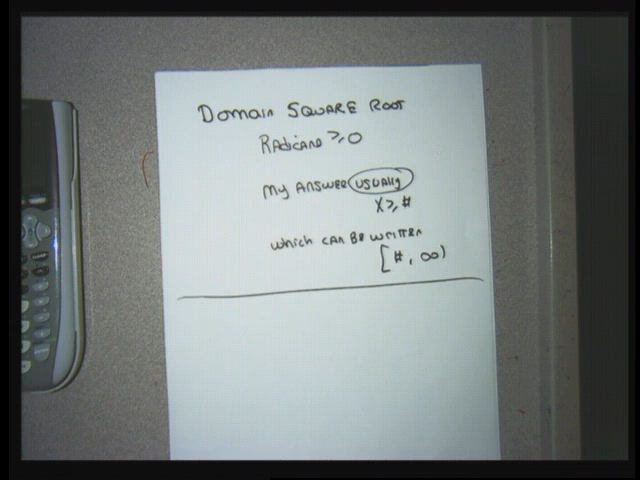 Domain Square Root
Radicand ≥ 0
My answer usually
x ≥ #
which can be written
[#, ∞)